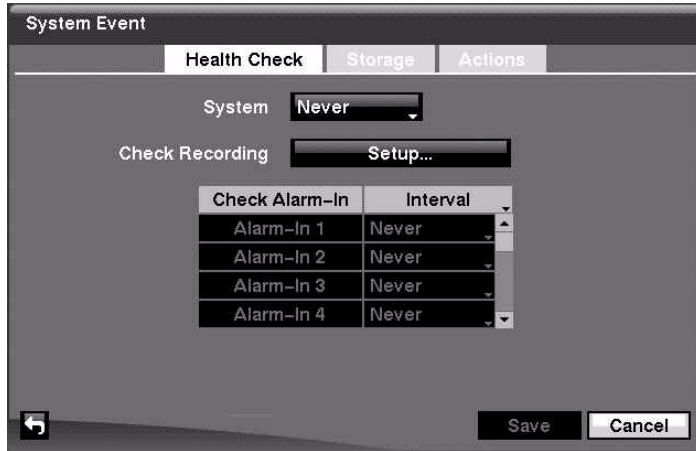 System Event
Health Check Storage Actions
System Never
Check Recording Setup...
Check Alarm-In Interval
Alarm-In 1 Never
Alarm-In 2 Never
Alarm-In 3 Never
Alarm-In 4 Never
Save Cancel